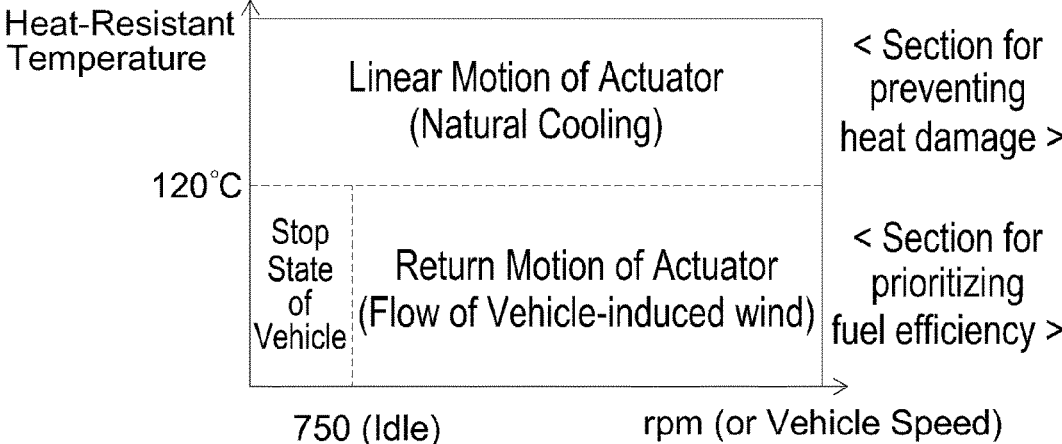 Heat-Resistant
Temperature
Linear Motion of Actuator
(Natural Cooling)
< Section for
preventing
heat damage >
120°C
Stop
State
of
Vehicle
Return Motion of Actuator
(Flow of Vehicle-induced wind)
< Section for
prioritizing
fuel efficiency >
750 (Idle)
rpm (or Vehicle Speed)